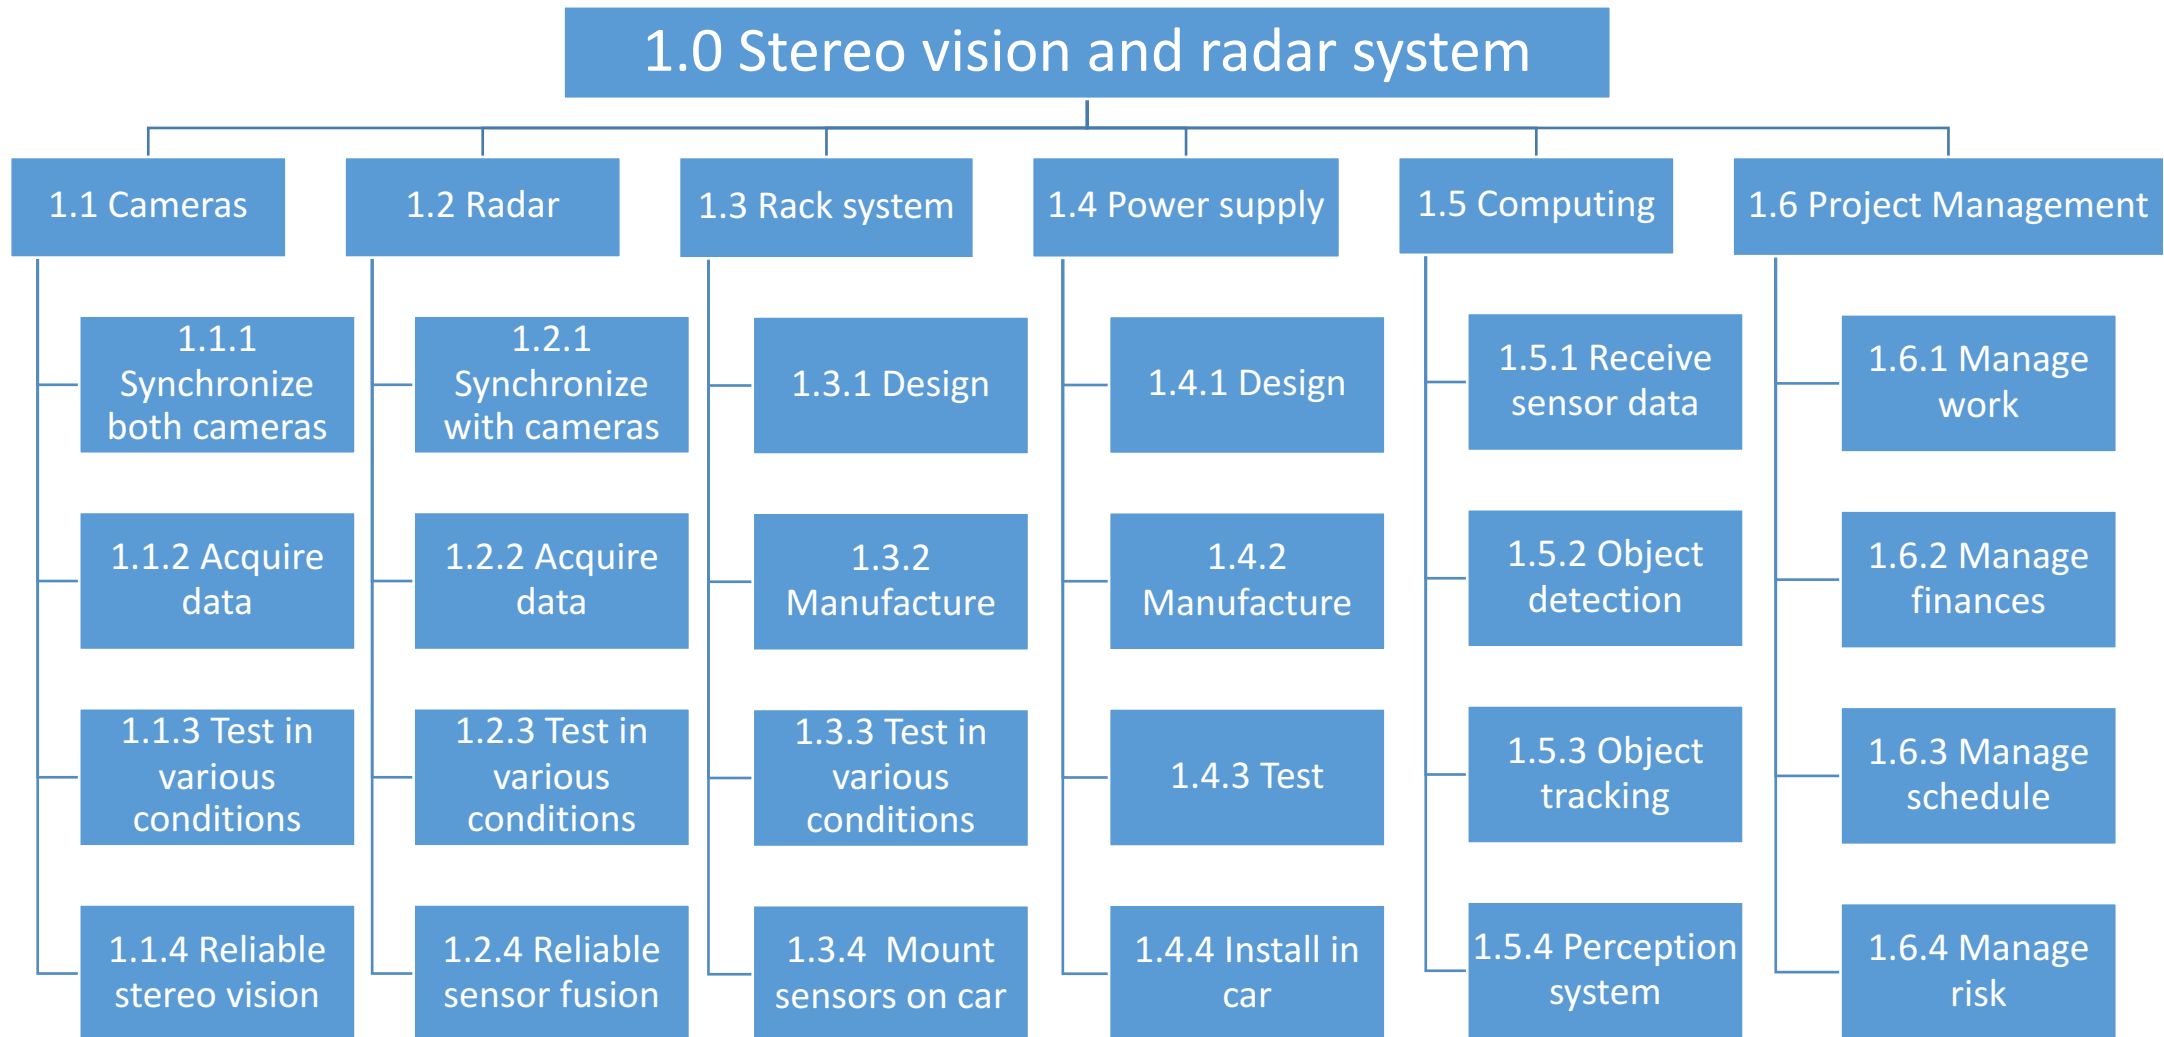 1.0 Stereo vision and radar system
1.1 Cameras
1.2 Radar
1.3 Rack system
1.4 Power supply
1.5 Computing
1.6 Project Management
1.1.1
Synchronize
both cameras
1.1.2 Acquire
data
1.1.3 Test in
various
conditions
1.1.4 Reliable
stereo vision
1.2.1
Synchronize
with cameras
1.2.2 Acquire
data
1.2.3 Test in
various
conditions
1.2.4 Reliable
sensor fusion
1.3.1 Design
1.3.2
Manufacture
1.3.3 Test in
various
conditions
1.3.4  Mount
sensors on car
1.4.1 Design
1.4.2
Manufacture
1.4.3 Test
1.4.4 Install in
car
1.5.1 Receive
sensor data
1.5.2 Object
detection
1.5.3 Object
tracking
1.5.4 Perception
system
1.6.1 Manage
work
1.6.2 Manage
finances
1.6.3 Manage
schedule
1.6.4 Manage
risk